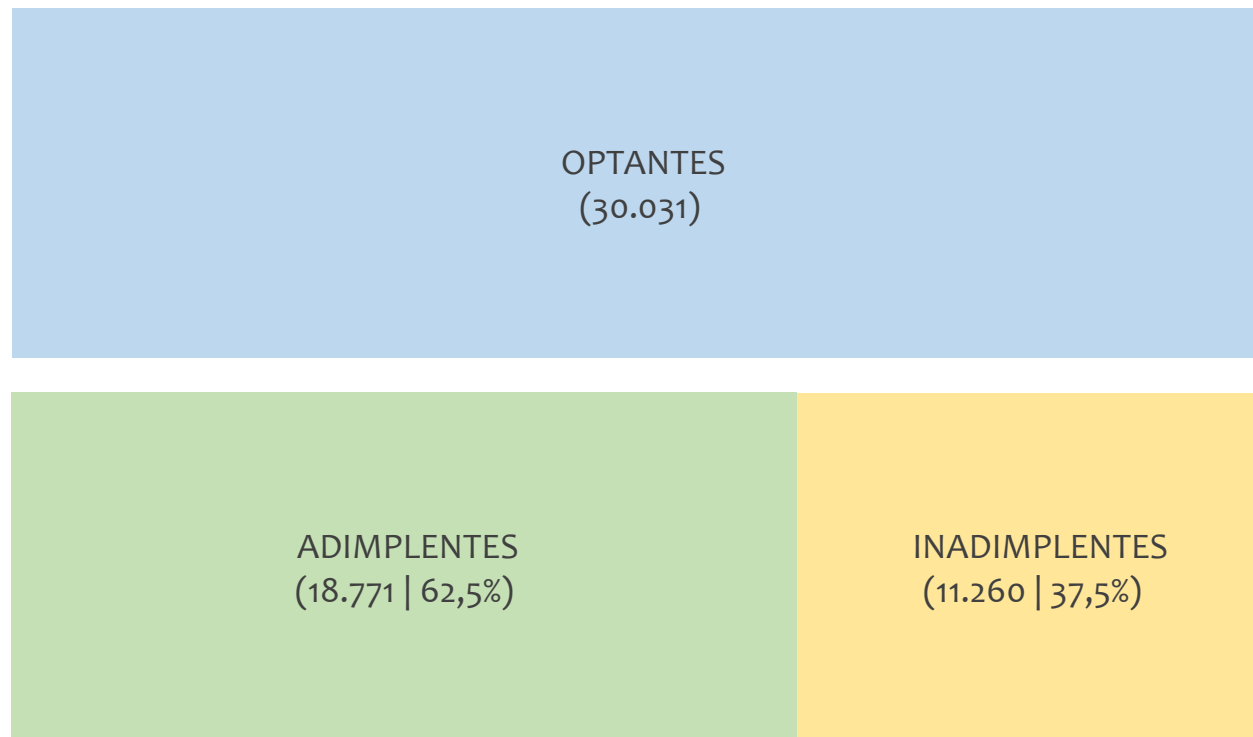 OPTANTES
(30.031)
ADIMPLENTES
(18.771 | 62,5%)
INADIMPLENTES
(11.260 | 37,5%)